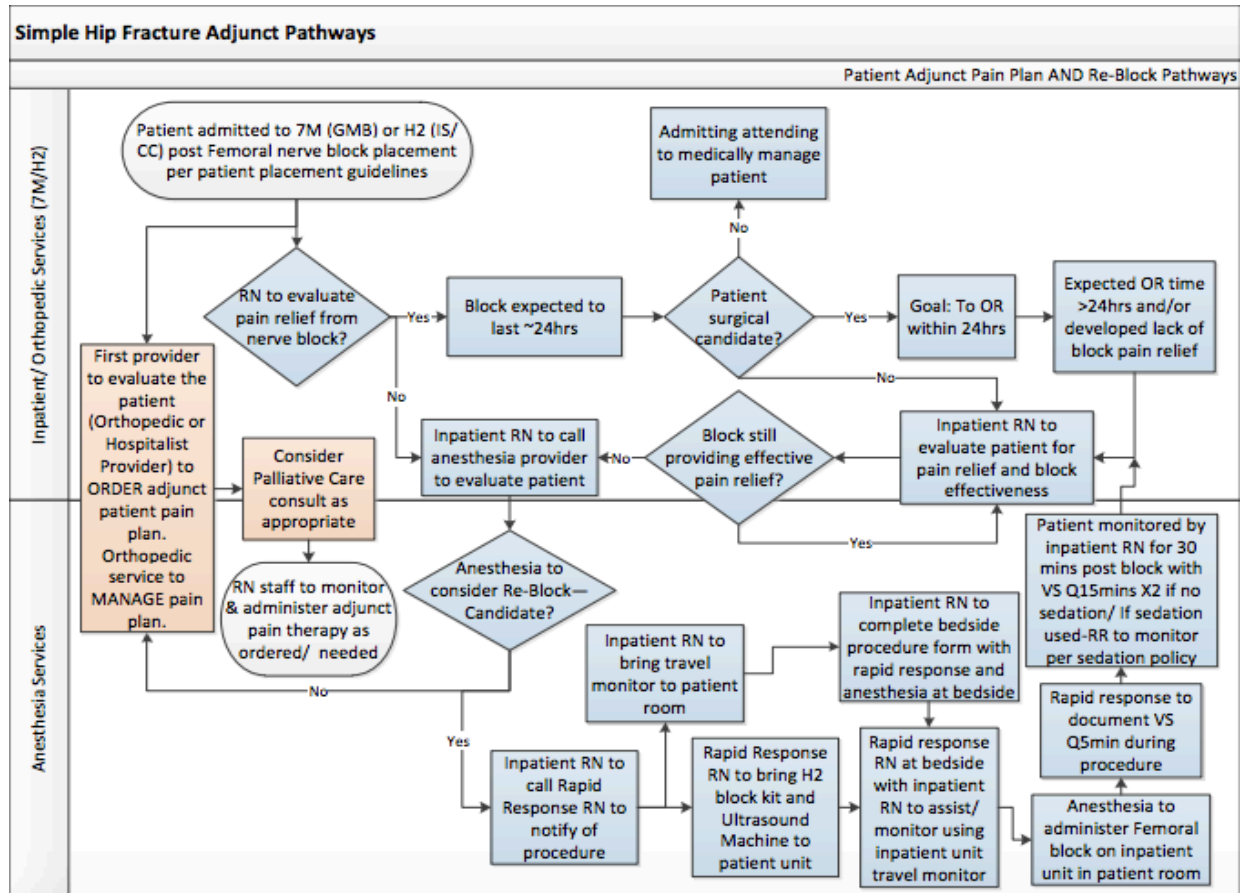 Simple Hip Fracture Adjunct Pathways
Patient Adjunct Pain Plan AND Re-Block Pathways
Inpatient/ Orthopedic Services (7M/H2)
Patient admitted to 7M (GMB) or H2 (IS/
CC) post Femoral nerve block placement
per patient placement guidelines
Admitting attending
to medically manage
patient
No
RN to evaluate
pain relief from
nerve block?
Yes
Block expected to
last ~24hrs
Patient
surgical
candidate?
Yes
Goal: To OR
within 24hrs
Expected OR time
>24hrs and/or
developed lack of
block pain relief
No
No
First provider
to evaluate the
patient
(Orthopedic or
Hospitalist
Provider) to
ORDER adjunct
patient pain
plan.
Orthopedic
service to
MANAGE pain
plan.
Consider
Palliative Care
consult as
appropriate
Inpatient RN to call
anesthesia provider
to evaluate patient
No
Block still
providing effective
pain relief?
Yes
Inpatient RN to
evaluate patient for
pain relief and block
effectiveness
Anesthesia Services
RN staff to monitor
& administer adjunct
pain therapy as
ordered/ needed
Anesthesia to
consider Re-Block—
Candidate?
No
Yes
Inpatient RN to
call Rapid
Response RN to
notify of
procedure
Inpatient RN to
bring travel
monitor to patient
room
Inpatient RN to
complete bedside
procedure form with
rapid response and
anesthesia at bedside
Rapid Response
RN to bring H2
block kit and
Ultrasound
Machine to
patient unit
Rapid response
RN at bedside
with inpatient
RN to assist/
monitor using
inpatient unit
travel monitor
Anesthesia to
administer Femoral
block on inpatient
unit in patient room
Rapid response to
document VS
Q5min during
procedure
Patient monitored by
inpatient RN for 30
mins post block with
VS Q15mins X2 if no
sedation/ If sedation
used-RR to monitor
per sedation policy